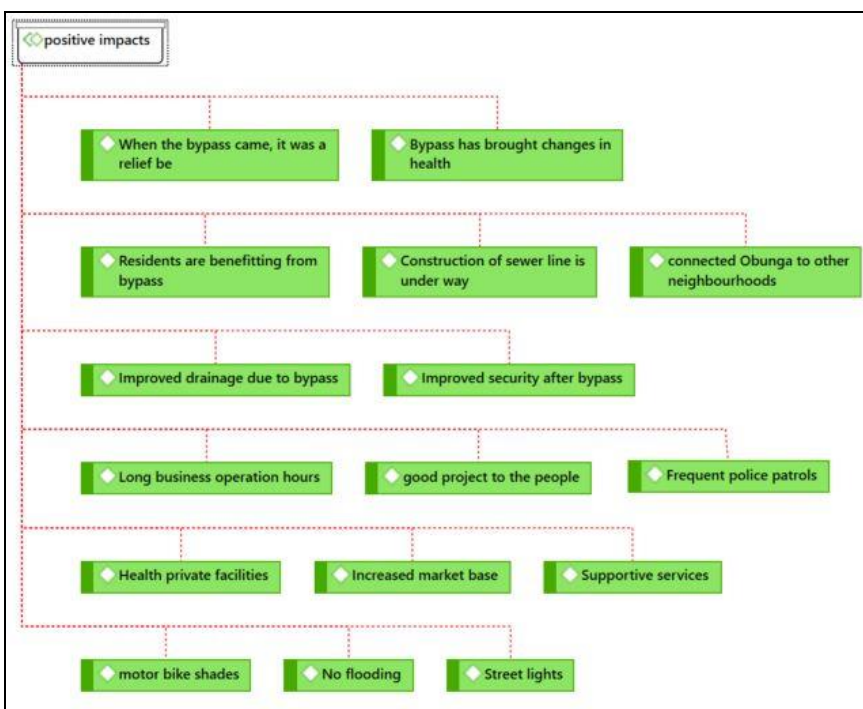 positive impacts
When the bypass came, it was a
relief be
Bypass has brought changes in
health
Residents are benefitting from
bypass
Construction of sewer line is
under way
connected Obunga to other
neighbourhoods
Improved drainage due to bypass
Improved security after bypass
Long business operation hours
good project to the people
Frequent police patrols
Health private facilities
Increased market base
Supportive services
motor bike shades
No flooding
Street lights